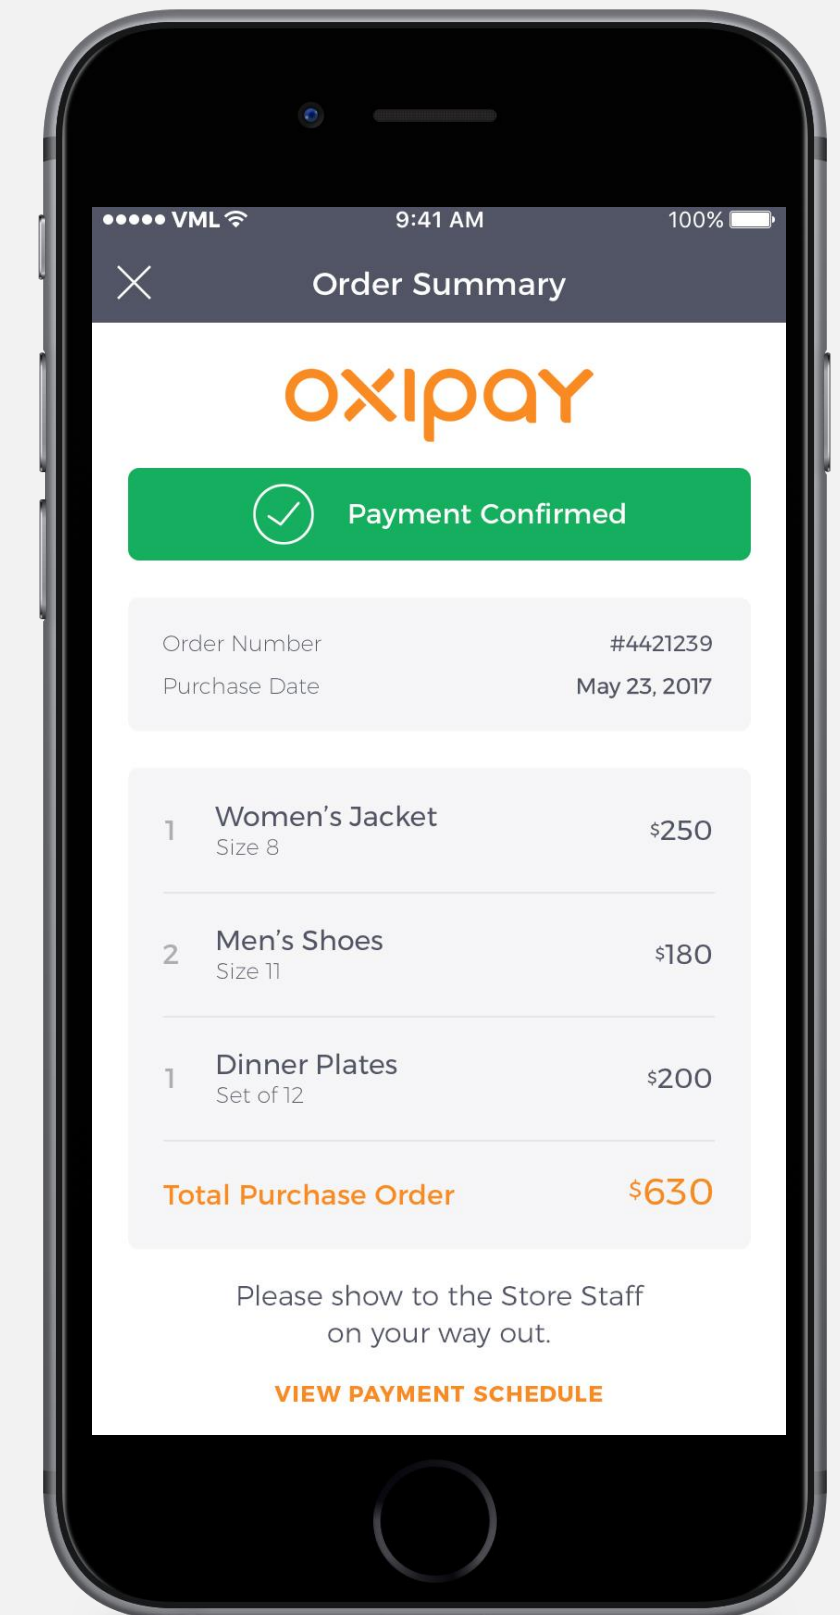 VML 9:41 AM 100%
Order Summary
oxipay
Payment Confirmed
Order Number #4421239
Purchase Date May 23, 2017
1 Women's Jacket $250
Size 8
2 Men's Shoes $180
Size 11
1 Dinner Plates $200
Set of 12
Total Purchase Order $630
Please show to the Store Staff
on your way out.
VIEW PAYMENT SCHEDULE